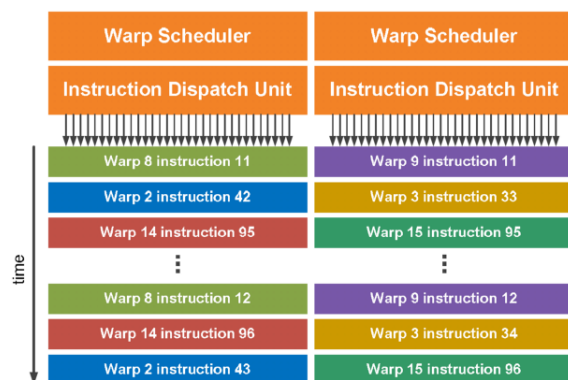 Warp Scheduler Warp Scheduler
Instruction Dispatch Unit Instruction Dispatch Unit
Warp 8 instruction 11 Warp 9 instruction 11
Warp 2 instruction 42 Warp 3 instruction 33
Warp 14 instruction 95 Warp 15 instruction 95
Warp 8 instruction 12 Warp 9 instruction 12
Warp 14 instruction 96 Warp 3 instruction 34
Warp 2 instruction 43 Warp 15 instruction 96
time